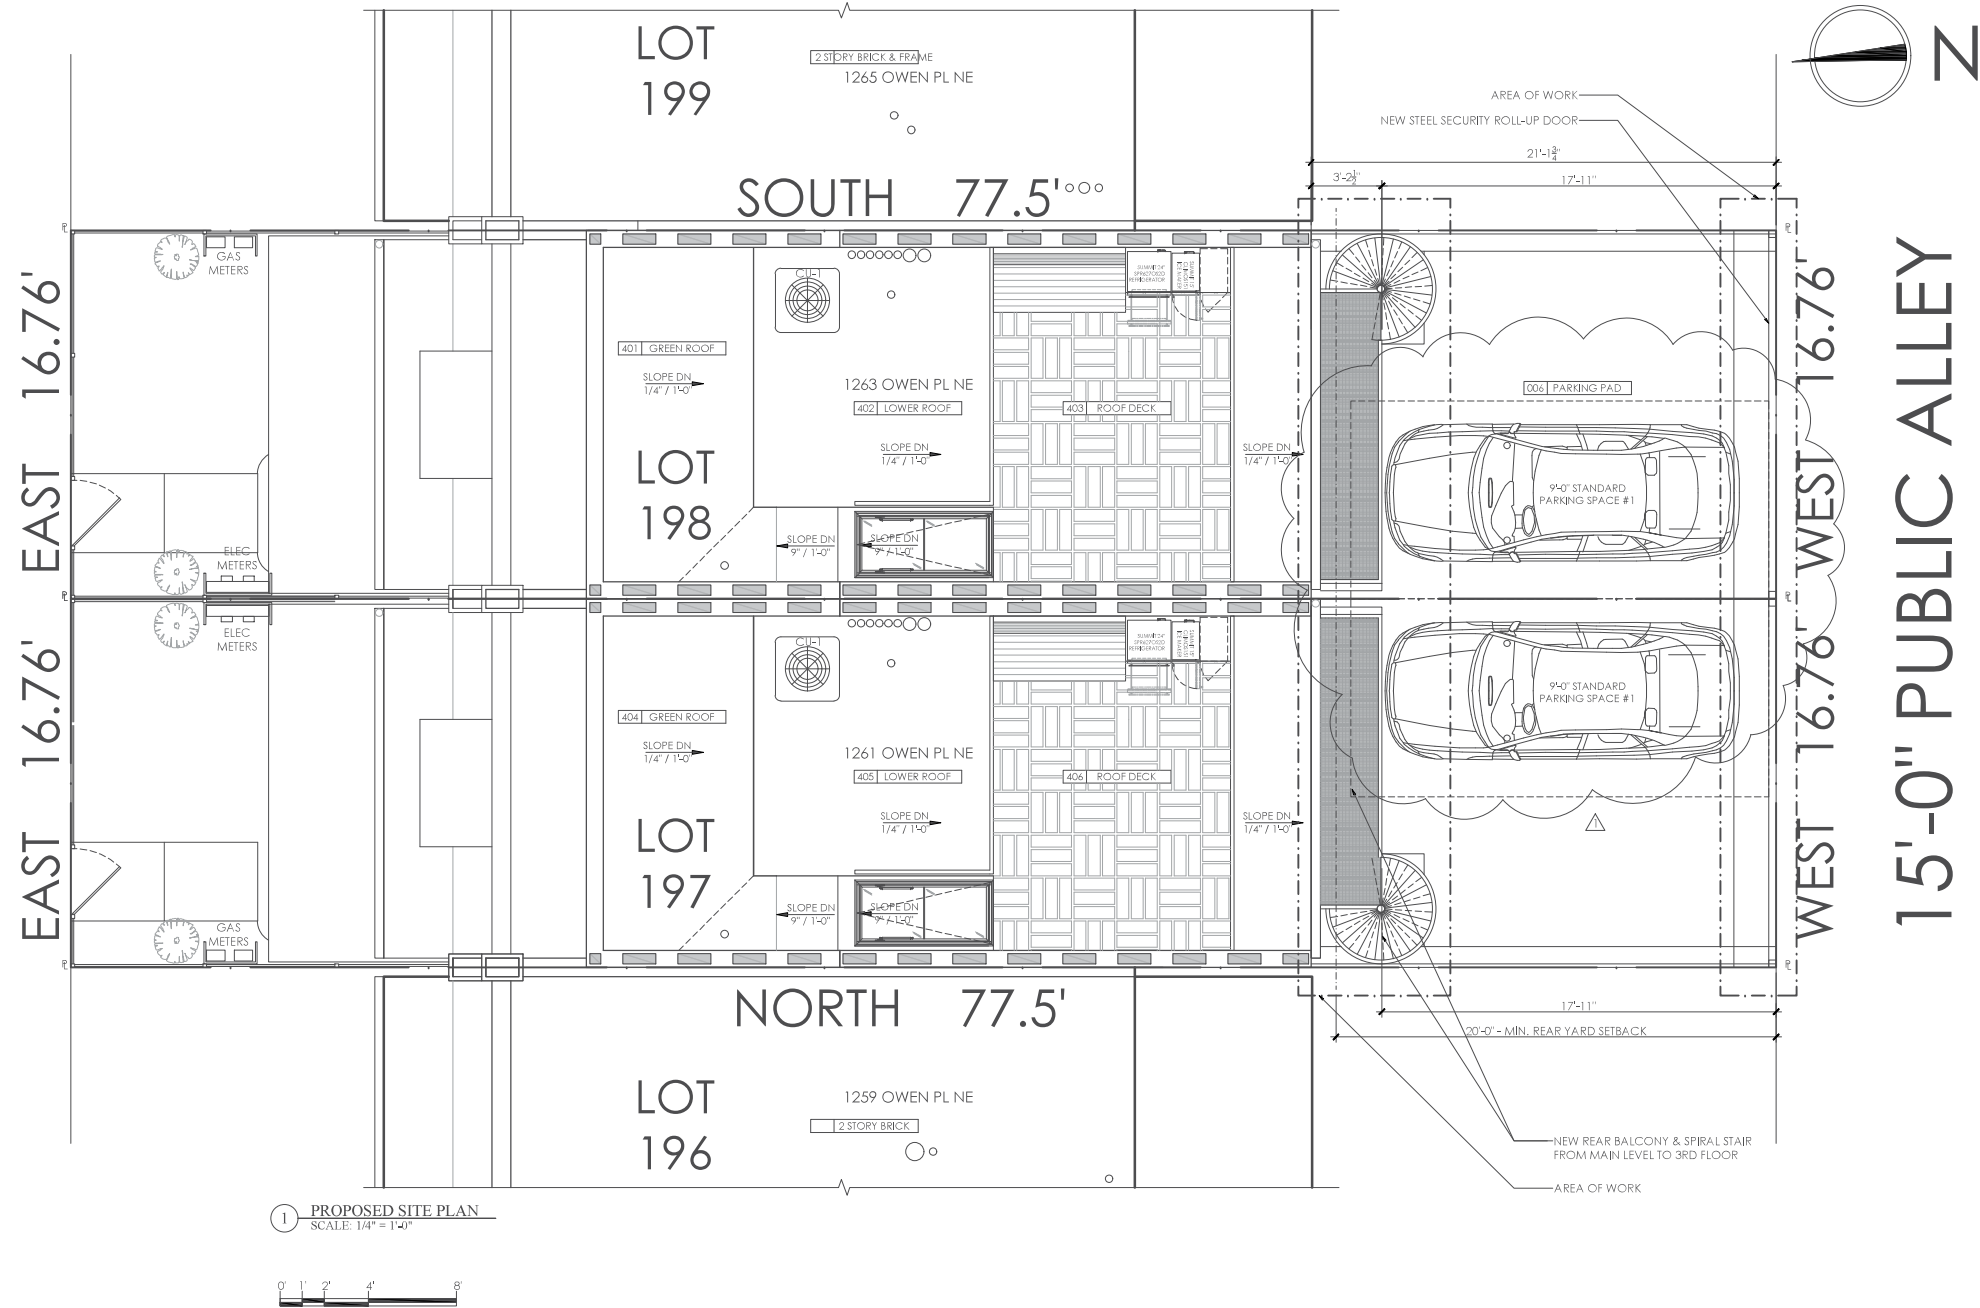 LOT
199
2 STORY BRICK & FRAME
1265 OWEN PL NE
N
AREA OF WORK
NEW STEEL SECURITY ROLL-UP DOOR
21'-1¾"
3'-2½"
17'-11"
SOUTH 77.5'
GAS
METERS
CU-1
SUMMIT 24"
REFRIGERATOR
401 GREEN ROOF
SLOPE DN
1/4" / 1'-0"
1263 OWEN PL NE
402 LOWER ROOF
403 ROOF DECK
006 PARKING PAD
SLOPE DN
1/4" / 1'-0"
SLOPE DN
1/4" / 1'-0"
LOT
198
9'-0" STANDARD
PARKING SPACE #1
SLOPE DN
9" / 1'-0"
SLOPE DN
9" / 1'-0"
ELEC
METERS
EAST 16.76'
WEST 16.76'
15'-0" PUBLIC ALLEY
ELEC
METERS
CU-1
SUMMIT 24"
REFRIGERATOR
404 GREEN ROOF
SLOPE DN
1/4" / 1'-0"
1261 OWEN PL NE
405 LOWER ROOF
406 ROOF DECK
9'-0" STANDARD
PARKING SPACE #1
SLOPE DN
1/4" / 1'-0"
SLOPE DN
1/4" / 1'-0"
1
LOT
197
SLOPE DN
9" / 1'-0"
SLOPE DN
9" / 1'-0"
GAS
METERS
EAST 16.76'
WEST 16.76'
NORTH 77.5'
17'-11"
20'-0" - MIN. REAR YARD SETBACK
LOT
196
1259 OWEN PL NE
2 STORY BRICK
NEW REAR BALCONY & SPIRAL STAIR
FROM MAIN LEVEL TO 3RD FLOOR
AREA OF WORK
1 PROPOSED SITE PLAN
SCALE: 1/4" = 1'-0"
0' 1' 2' 4' 8'